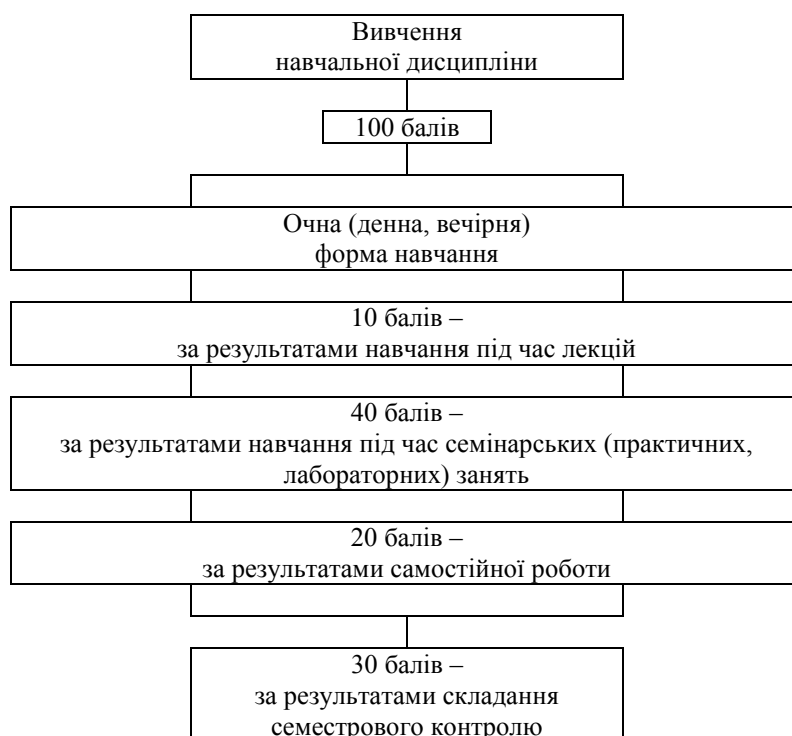 Вивчення
навчальної дисципліни
100 балів
Очна (денна, вечірня)
форма навчання
10 балів –
за результатами навчання під час лекцій
40 балів –
за результатами навчання під час семінарських (практичних,
лабораторних) занять
20 балів –
за результатами самостійної роботи
30 балів –
за результатами складання
семестрового контролю